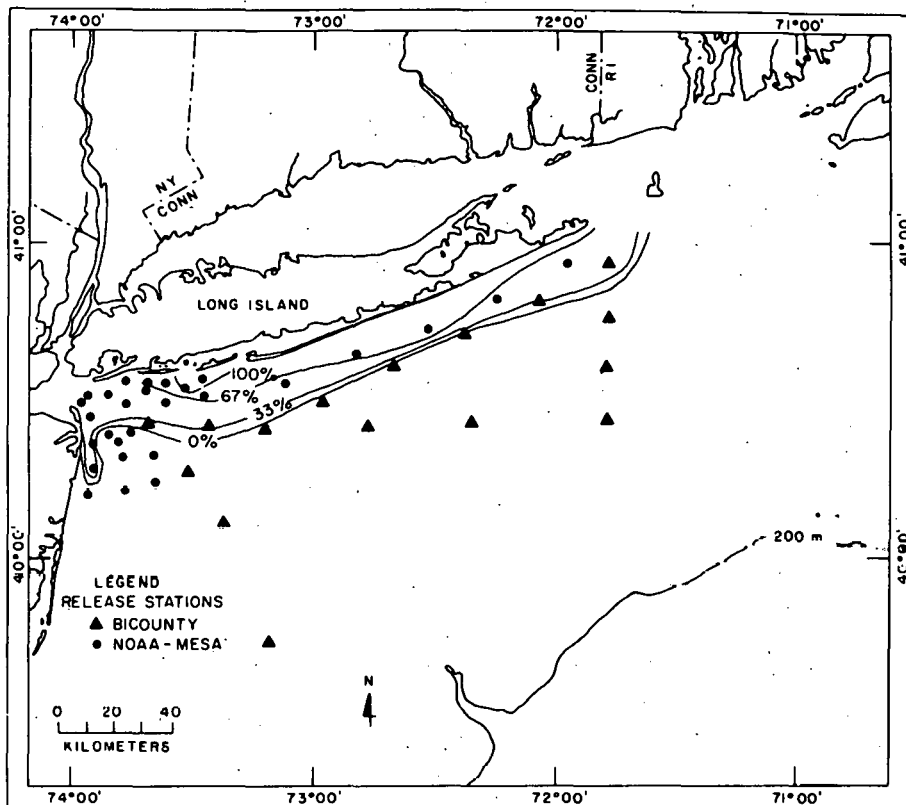 74°00'
73°00'
72°00'
71°00'
CONN
RI
NY
CONN
41°00'
41°00'
LONG ISLAND
100%
67%
33%
0%
40°00'
40°00'
200 m
LEGEND
RELEASE STATIONS
▲ BICOUNTY
● NOAA-MESA
N
0 20 40
KILOMETERS
74°00'
73°00'
72°00'
71°00'